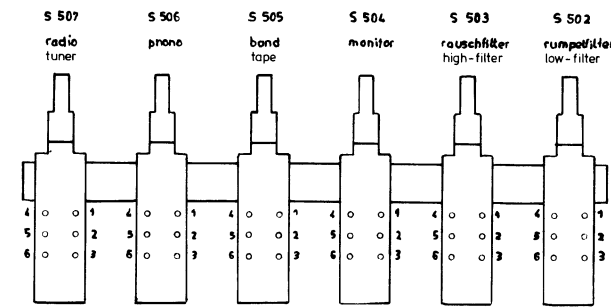 S 507 S 506 S 505 S 504 S 503 S 502
radio phono band monitor rauschfilter rumpelfilter
tuner tape high-filter low-filter
4 1 4 1 4 1 4 1 4 1 4 1
5 2 5 2 5 2 5 2 5 2 5 2
6 3 6 3 6 3 6 3 6 3 6 3